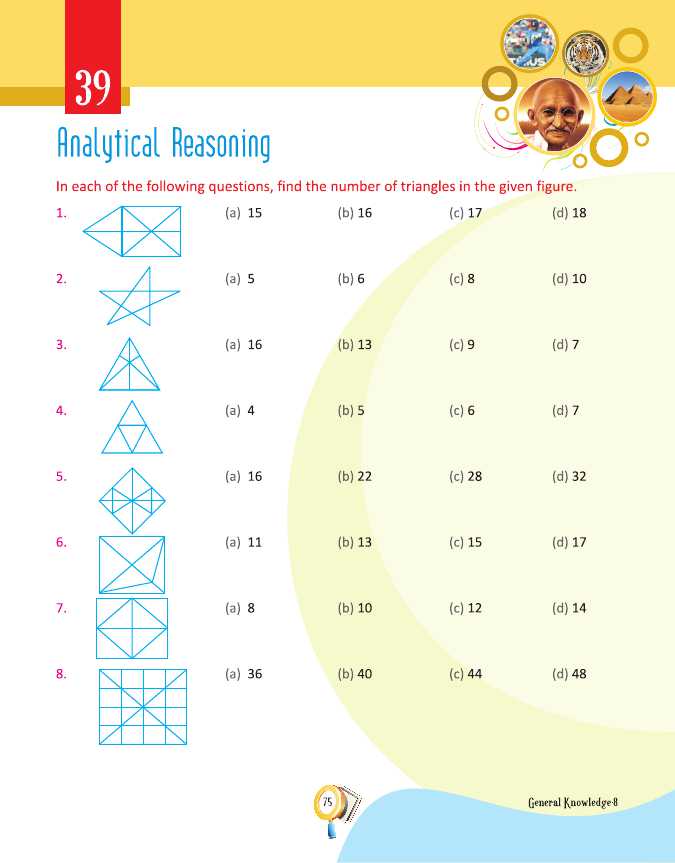 39
Analytical Reasoning
In each of the following questions, find the number of triangles in the given figure.
1. (a) 15 (b) 16 (c) 17 (d) 18
2. (a) 5 (b) 6 (c) 8 (d) 10
3. (a) 16 (b) 13 (c) 9 (d) 7
4. (a) 4 (b) 5 (c) 6 (d) 7
5. (a) 16 (b) 22 (c) 28 (d) 32
6. (a) 11 (b) 13 (c) 15 (d) 17
7. (a) 8 (b) 10 (c) 12 (d) 14
8. (a) 36 (b) 40 (c) 44 (d) 48
75
General Knowledge-8